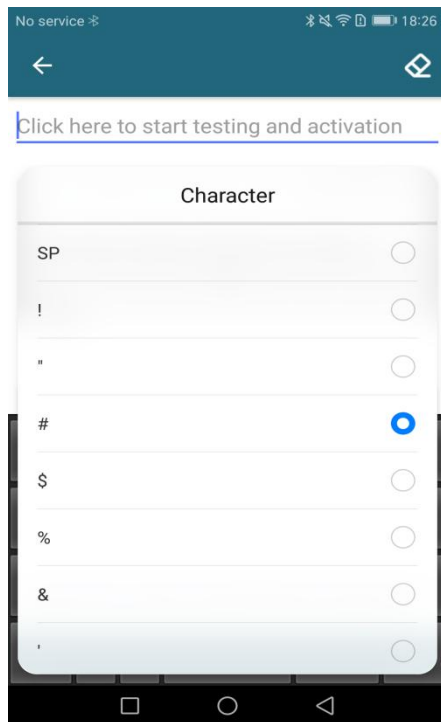 No service
18:26
Click here to start testing and activation
Character
SP
!
"
#
$
%
&
'